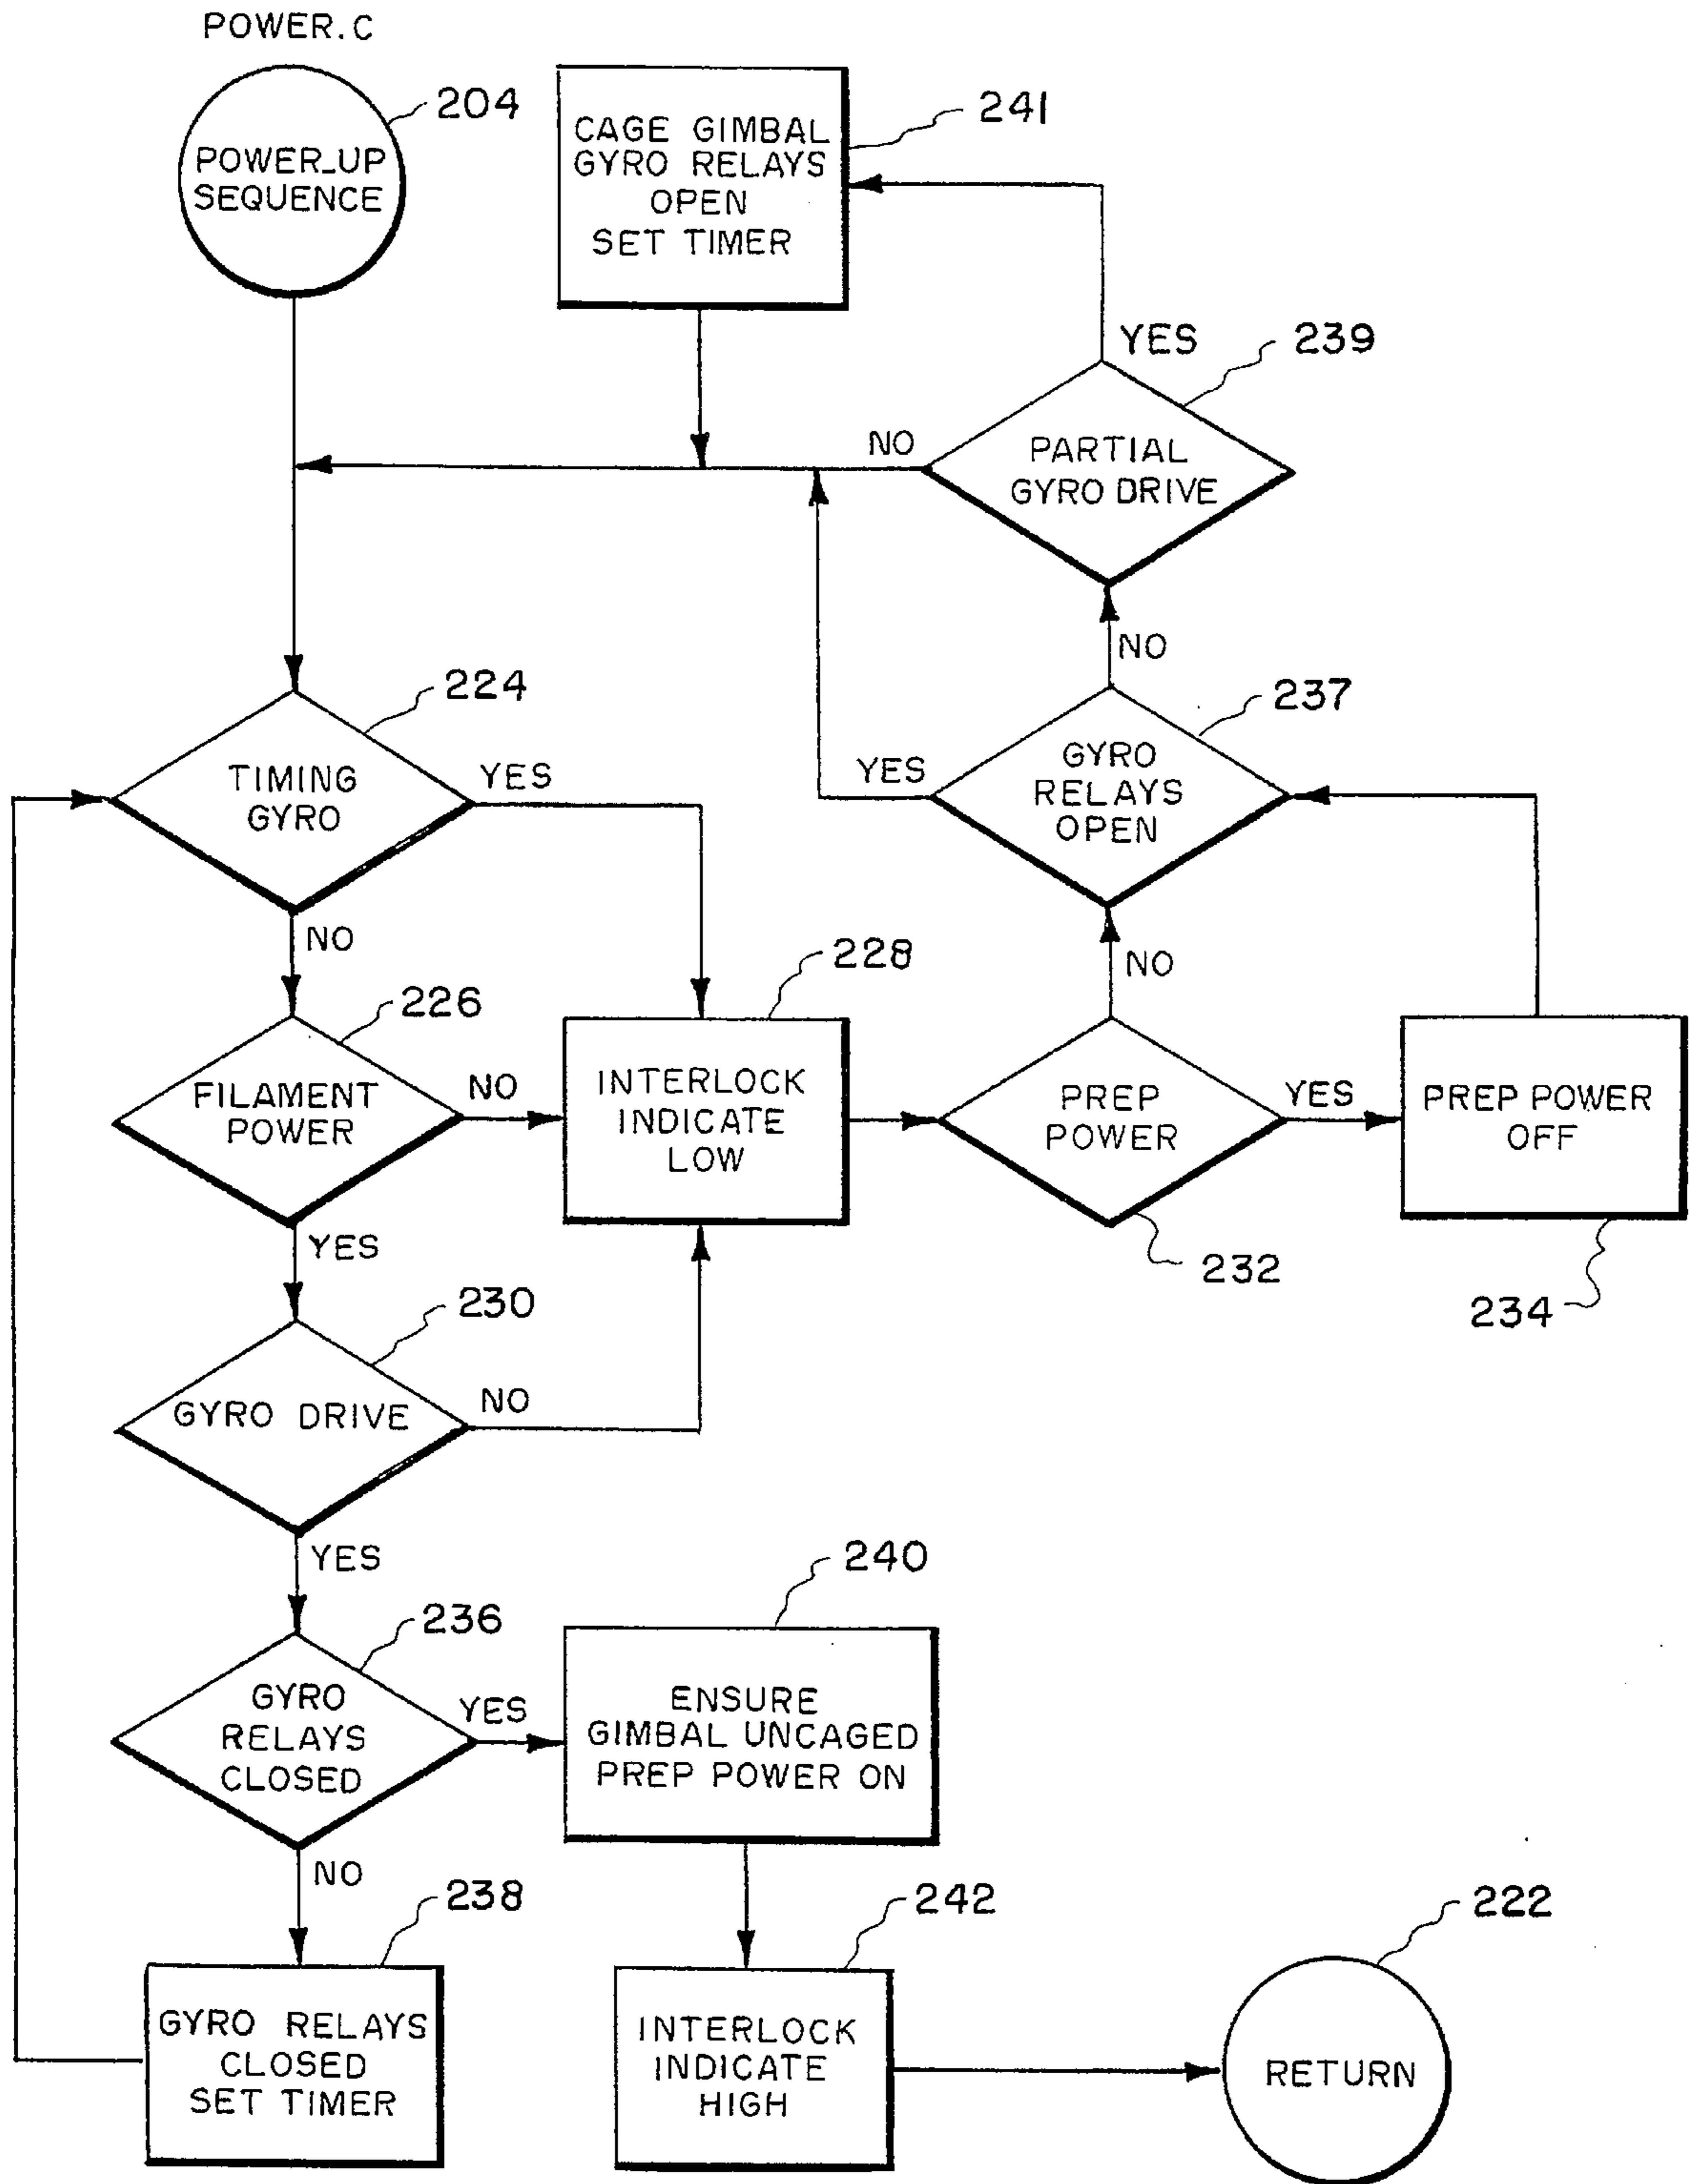 POWER.C
204
POWER_UP
SEQUENCE
241
CAGE GIMBAL
GYRO RELAYS
OPEN
SET TIMER
YES
239
NO
PARTIAL
GYRO DRIVE
NO
224
237
TIMING
GYRO
YES
YES
GYRO
RELAYS
OPEN
NO
228
NO
226
FILAMENT
POWER
NO
INTERLOCK
INDICATE
LOW
PREP
POWER
YES
PREP POWER
OFF
YES
232
234
230
GYRO DRIVE
NO
YES
240
236
GYRO
RELAYS
CLOSED
YES
ENSURE
GIMBAL UNCAGED
PREP POWER ON
NO
238
242
222
GYRO RELAYS
CLOSED
SET TIMER
INTERLOCK
INDICATE
HIGH
RETURN